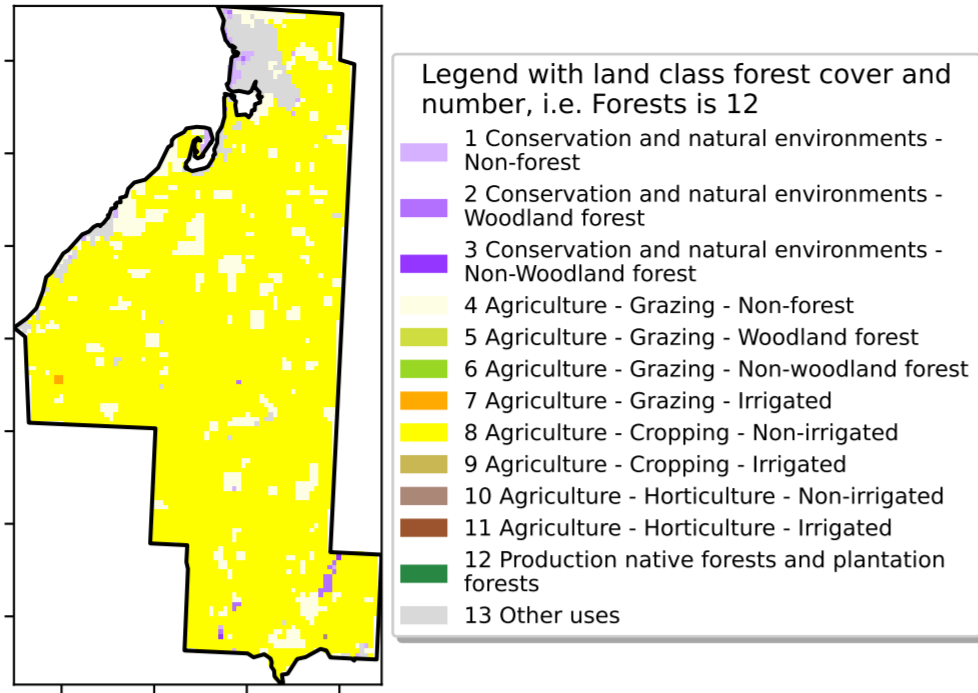 Legend with land class forest cover and
number, i.e. Forests is 12
1 Conservation and natural environments -
Non-forest
2 Conservation and natural environments -
Woodland forest
3 Conservation and natural environments -
Non-Woodland forest
4 Agriculture - Grazing - Non-forest
5 Agriculture - Grazing - Woodland forest
6 Agriculture - Grazing - Non-woodland forest
7 Agriculture - Grazing - Irrigated
8 Agriculture - Cropping - Non-irrigated
9 Agriculture - Cropping - Irrigated
10 Agriculture - Horticulture - Non-irrigated
11 Agriculture - Horticulture - Irrigated
12 Production native forests and plantation
forests
13 Other uses